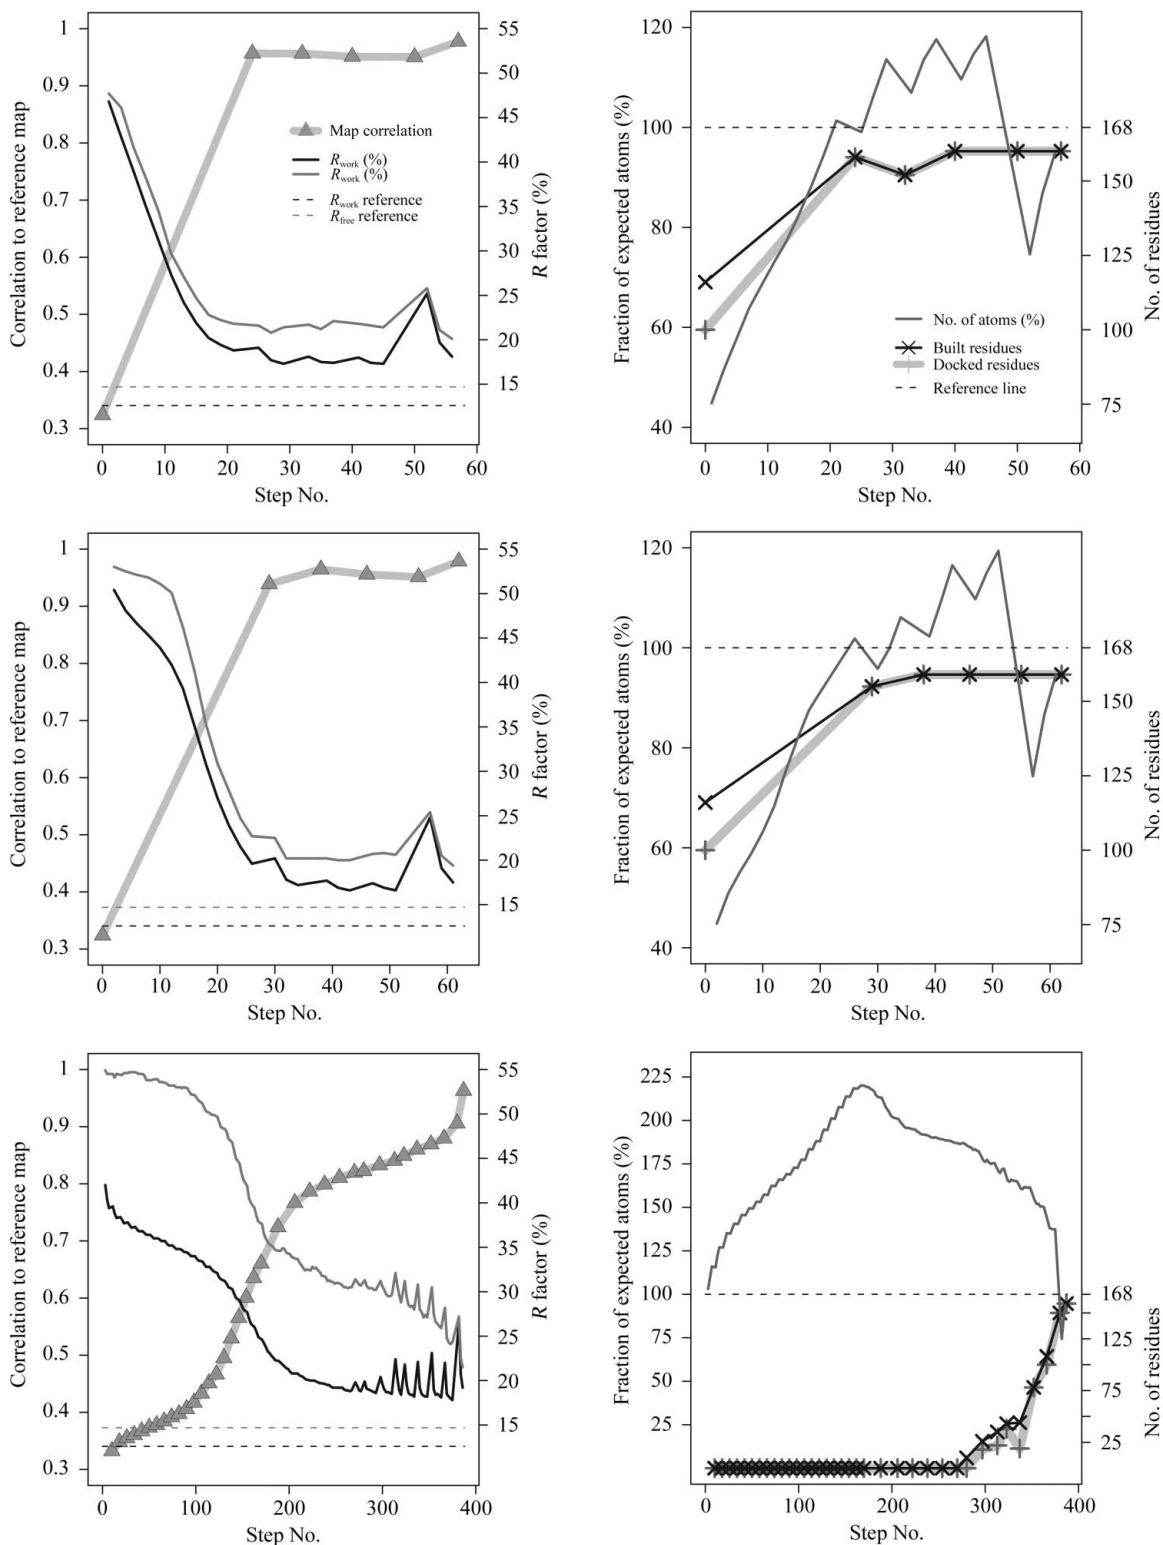 1
0.9
0.8
0.7
0.6
0.5
0.4
0.3
Correlation to reference map
55
50
45
40
35
30
25
20
15
R factor (%)
Map correlation
Rwork (%)
Rwork (%)
Rwork reference
Rfree reference
0 10 20 30 40 50 60
Step No.
120
100
80
60
40
Fraction of expected atoms (%)
168
150
125
100
75
No. of residues
No. of atoms (%)
Built residues
Docked residues
Reference line
0 10 20 30 40 50 60
Step No.
1
0.9
0.8
0.7
0.6
0.5
0.4
0.3
Correlation to reference map
55
50
45
40
35
30
25
20
15
R factor (%)
0 10 20 30 40 50 60
Step No.
120
100
80
60
40
Fraction of expected atoms (%)
168
150
125
100
75
No. of residues
0 10 20 30 40 50 60
Step No.
1
0.9
0.8
0.7
0.6
0.5
0.4
0.3
Correlation to reference map
55
50
45
40
35
30
25
20
15
R factor (%)
0 100 200 300 400
Step No.
225
200
175
150
125
100
75
50
25
Fraction of expected atoms (%)
168
125
75
25
No. of residues
0 100 200 300 400
Step No.